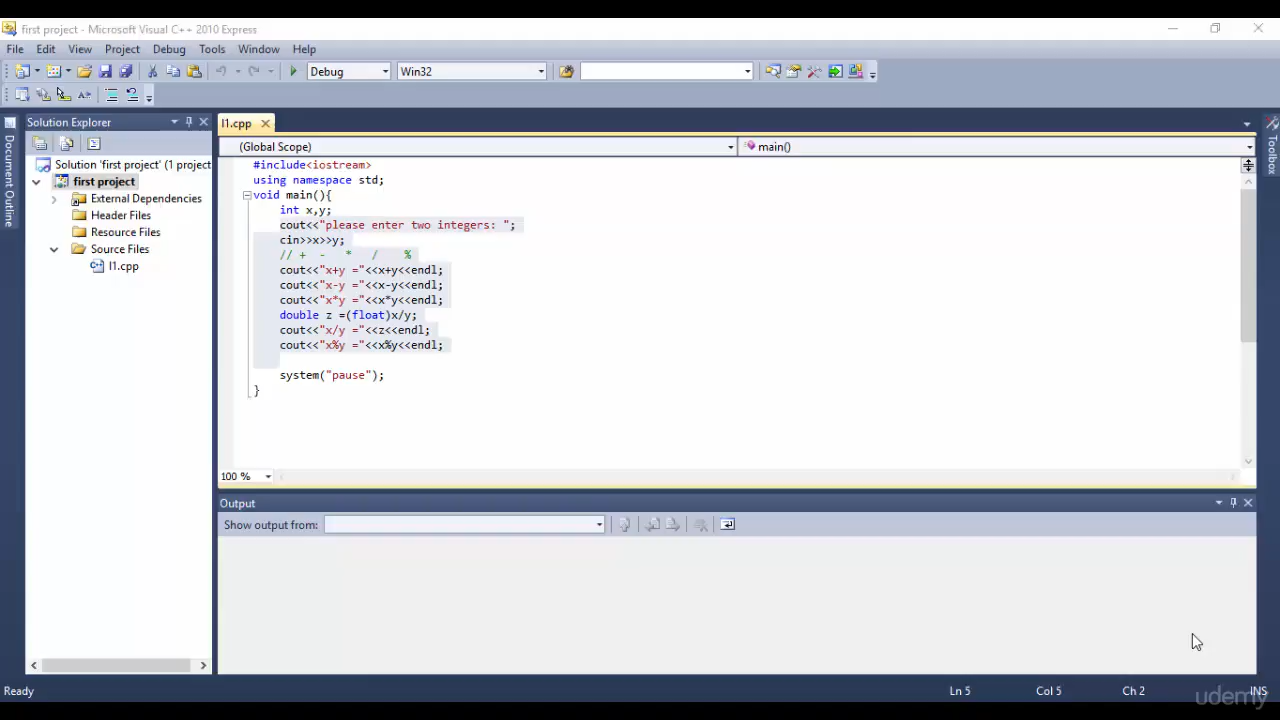 first project - Microsoft Visual C++ 2010 Express
File Edit View Project Debug Tools Window Help
Debug Win32
Solution Explorer
Solution 'first project' (1 project
first project
External Dependencies
Header Files
Resource Files
Source Files
l1.cpp
Document Outline
l1.cpp
(Global Scope) main()
#include<iostream>
using namespace std;
void main(){
int x,y;
cout<<"please enter two integers: ";
cin>>x>>y;
// + - * / %
cout<<"x+y ="<<x+y<<endl;
cout<<"x-y ="<<x-y<<endl;
cout<<"x*y ="<<x*y<<endl;
double z =(float)x/y;
cout<<"x/y ="<<z<<endl;
cout<<"x%y ="<<x%y<<endl;
system("pause");
}
100 %
Output
Show output from:
Toolbox
Ready Ln 5 Col 5 Ch 2 INS
udemy